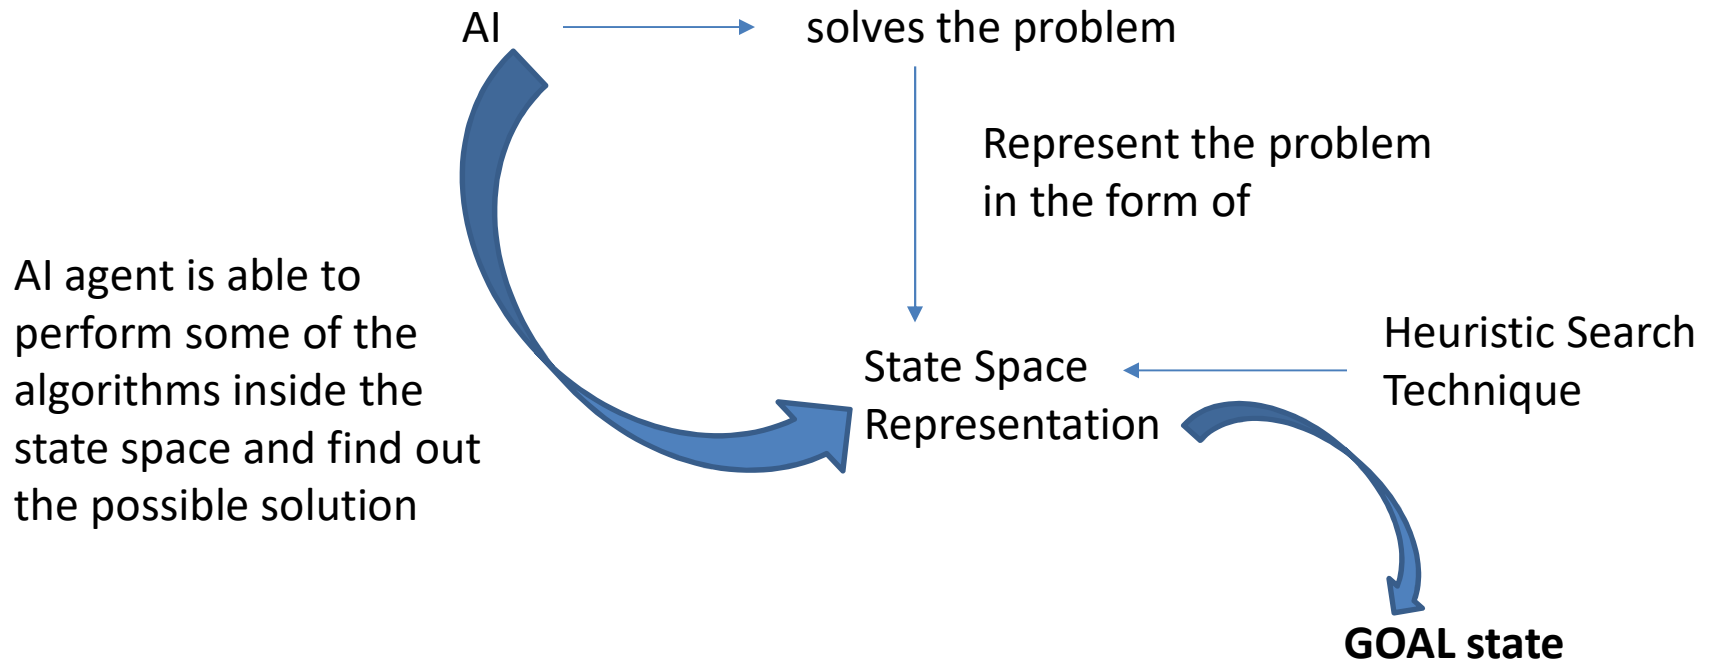 AI
solves the problem
Represent the problem
in the form of
AI agent is able to
perform some of the
algorithms inside the
state space and find out
the possible solution
State Space
Representation
Heuristic Search
Technique
GOAL state